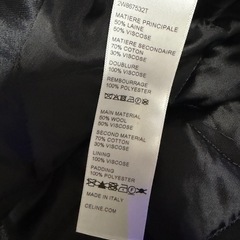 2W867532T
MATIERE PRINCIPALE
50% LAINE
50% VISCOSE
MATIERE SECONDAIRE
70% COTON
30% VISCOSE
DOUBLURE
100% VISCOSE
REMBOURRAGE
100% POLYESTER
MAIN MATERIAL
50% WOOL
50% VISCOSE
SECOND MATERIAL
70% COTTON
30% VISCOSE
LINING
100% VISCOSE
PADDING
100% POLYESTER
MADE IN ITALY
CELINE.COM